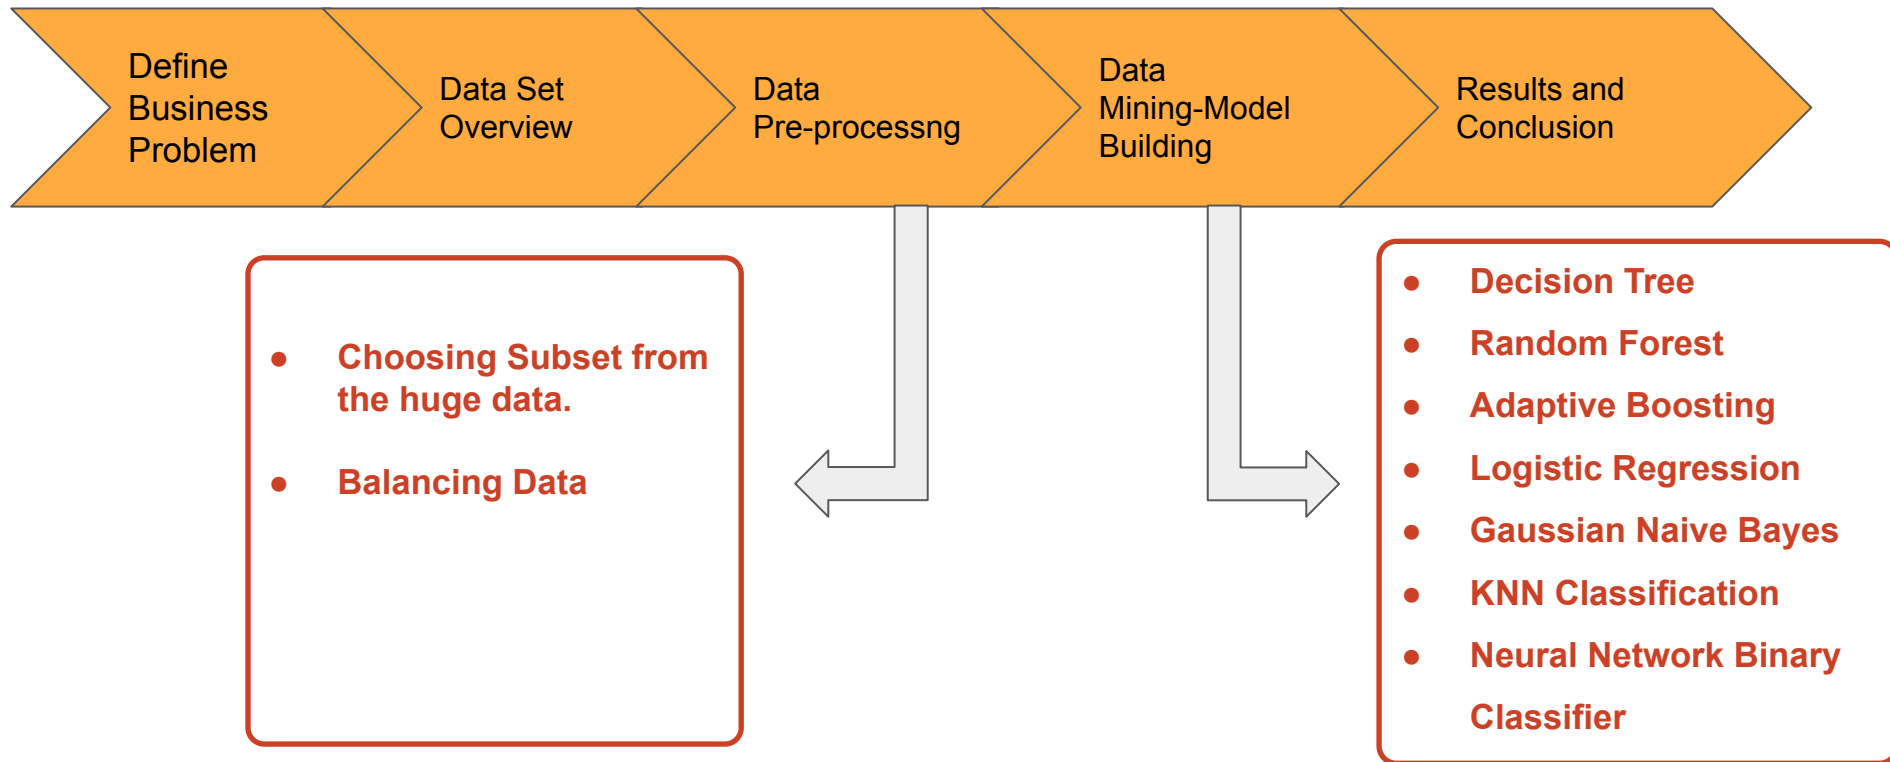 Define
Business
Problem
Data Set
Overview
Data
Pre-processng
Data
Mining-Model
Building
Results and
Conclusion
● Choosing Subset from
the huge data.
● Balancing Data
● Decision Tree
● Random Forest
● Adaptive Boosting
● Logistic Regression
● Gaussian Naive Bayes
● KNN Classification
● Neural Network Binary
Classifier